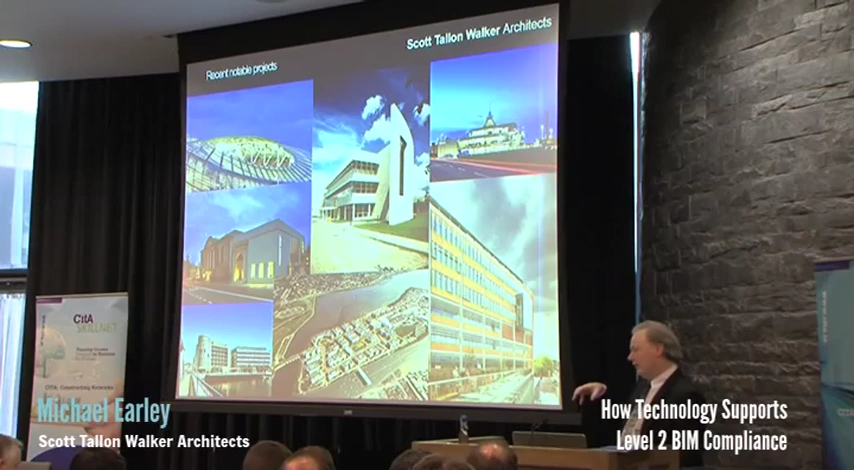 Scott Tallon Walker Architects
Recent notable projects
CitA
SKILLNET
CITA: Constructing Networks
Michael Earley
Scott Tallon Walker Architects
How Technology Supports
Level 2 BIM Compliance